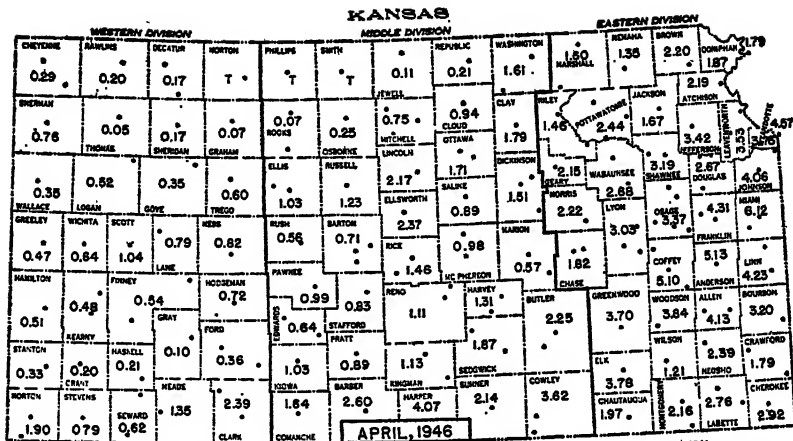 KANSAS
WESTERN DIVISION MIDDLE DIVISION EASTERN DIVISION
CHEYENNE RAWLINS DECATUR NORTON PHILLIPS SMITH REPUBLIC WASHINGTON NEMAHA BROWN DONIPHAN 1.79
0.29 0.20 0.17 T T T 0.11 0.21 1.61 1.50 1.35 2.20 1.87
JEWELL MARSHALL
SHERMAN 0.07 0.75 0.94 CLAY RILEY POTTAWATOMIE JACKSON 2.19 ATCHISON
0.76 0.05 0.17 0.07 ROOKS 0.25 MITCHELL CLOUD 1.79 1.46 2.44 1.67 3.42 3.53 LEAVENWORTH 4.57
THOMAS SHERIDAN GRAHAM OSBORNE LINCOLN OTTAWA JEFFERSON WYANDOTTE
ELLIS RUSSELL 2.17 1.71 DICKINSON 2.15 WABAUNSEE 3.19 SHAWNEE 2.67 4.06
0.35 0.52 0.35 0.60 1.03 1.23 ELLSWORTH SALINE 1.51 GEARY 2.68 DOUGLAS JOHNSON
WALLACE LOGAN GOVE TREGO 2.37 0.89 MORRIS 2.22 LYON OSAGE 3.37 4.31 MIAMI 6.12
GREELEY WICHITA SCOTT 0.79 NESS RUSH BARTON RICE 0.98 MARION 3.03 FRANKLIN
0.47 0.64 1.04 LANE 0.82 0.56 0.71 1.46 MC PHERSON 0.57 1.82 CHASE COFFEY 5.13 LINN
HAMILTON FINNEY HODGEMAN PAWNEE 0.99 RENO HARVEY 5.10 ANDERSON 4.23
0.51 0.48 0.54 0.72 0.83 1.11 1.31 BUTLER GREENWOOD WOODSON ALLEN BOURBON
KEARNY GRAY FORD EDWARDS 0.64 STAFFORD 2.25 3.70 3.84 4.13 3.20
STANTON HASKELL PRATT 1.87 WILSON CRAWFORD
0.33 0.20 0.21 0.10 0.36 1.03 0.89 1.13 SEDGWICK ELK 1.21 2.39 1.79
GRANT MEADE KIOWA KINGMAN NEOSHO
MORTON STEVENS SEWARD 1.35 2.39 1.64 BARBER HARPER SUMNER COWLEY 3.78 MONTGOMERY CHEROKEE
1.90 0.79 0.62 CLARK COMANCHE 2.60 4.07 2.14 3.62 CHAUTAUQUA 1.97 2.16 2.76 LABETTE 2.92
APRIL, 1946